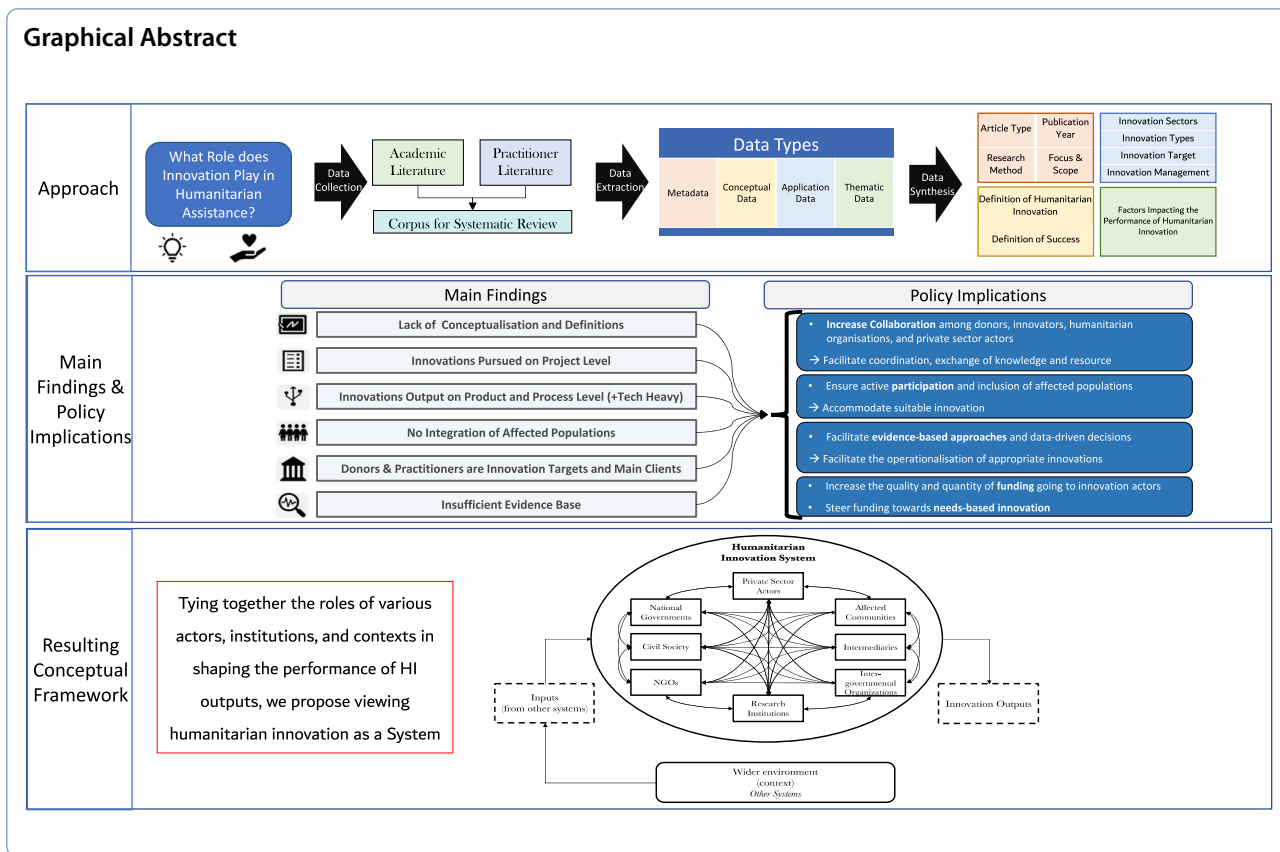 Graphical Abstract
Approach
What Role does
Innovation Play in
Humanitarian
Assistance?
Data
Collection
Academic
Literature
Practitioner
Literature
Corpus for Systematic Review
Data
Extraction
Data Types
Metadata
Conceptual
Data
Application
Data
Thematic
Data
Data
Synthesis
Article Type
Publication
Year
Research
Method
Focus &
Scope
Innovation Sectors
Innovation Types
Innovation Target
Innovation Management
Definition of Humanitarian
Innovation
Definition of Success
Factors Impacting the
Performance of Humanitarian
Innovation
Main
Findings &
Policy
Implications
Main Findings
Lack of Conceptualisation and Definitions
Innovations Pursued on Project Level
Innovations Output on Product and Process Level (+Tech Heavy)
No Integration of Affected Populations
Donors & Practitioners are Innovation Targets and Main Clients
Insufficient Evidence Base
Policy Implications
• Increase Collaboration among donors, innovators, humanitarian
organisations, and private sector actors
→ Facilitate coordination, exchange of knowledge and resource
• Ensure active participation and inclusion of affected populations
→ Accommodate suitable innovation
• Facilitate evidence-based approaches and data-driven decisions
→ Facilitate the operationalisation of appropriate innovations
• Increase the quality and quantity of funding going to innovation actors
• Steer funding towards needs-based innovation
Resulting
Conceptual
Framework
Tying together the roles of various
actors, institutions, and contexts in
shaping the performance of HI
outputs, we propose viewing
humanitarian innovation as a System
Humanitarian
Innovation System
Private Sector
Actors
National
Governments
Affected
Communities
Civil Society
Intermediaries
NGOs
Inter-
governmental
Organizations
Research
Institutions
Inputs
(from other systems)
Innovation Outputs
Wider environment
(context)
Other Systems